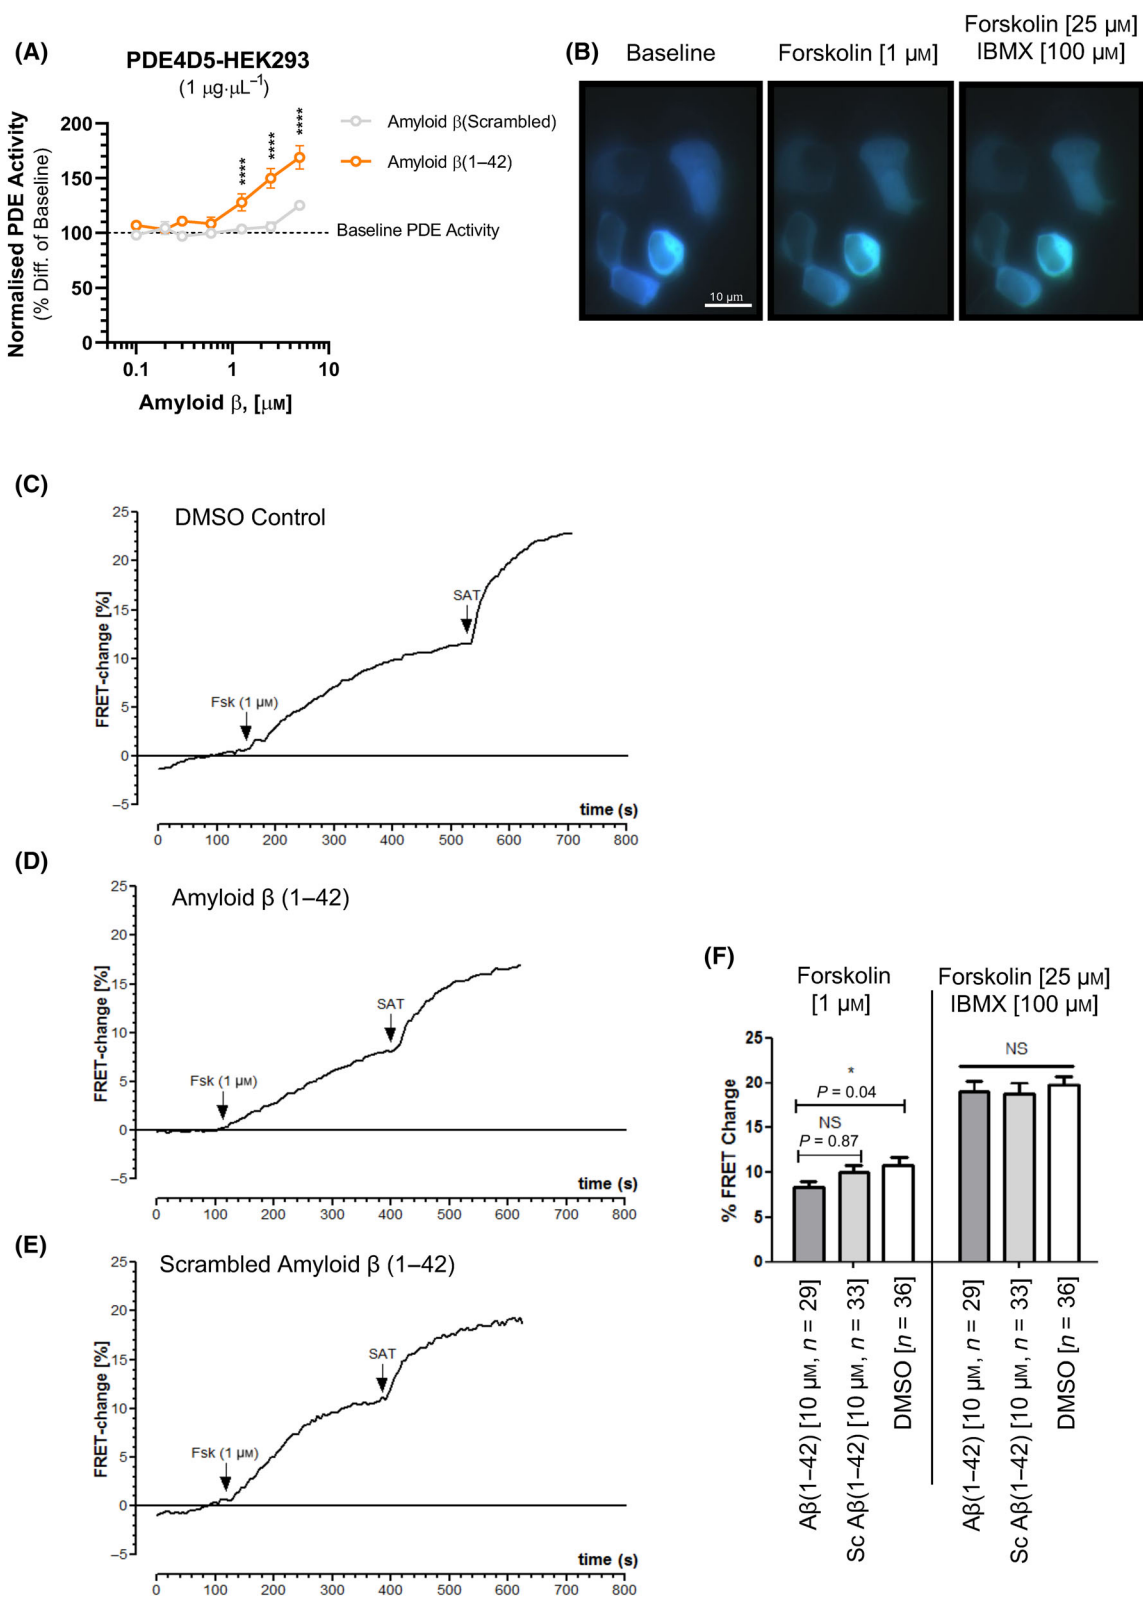 (A)
PDE4D5-HEK293
(1 μg·μL⁻¹)
Normalised PDE Activity
(% Diff. of Baseline)
200
150
100
50
0
****
****
****
Amyloid β(Scrambled)
Amyloid β(1–42)
Baseline PDE Activity
0.1
1
10
Amyloid β, [μM]
(B)
Baseline
Forskolin [1 μM]
Forskolin [25 μM]
IBMX [100 μM]
10 μm
(C)
DMSO Control
FRET-change [%]
25
20
15
10
5
0
–5
Fsk (1 μM)
SAT
time (s)
0 100 200 300 400 500 600 700 800
(D)
Amyloid β (1–42)
FRET-change [%]
25
20
15
10
5
0
–5
Fsk (1 μM)
SAT
time (s)
0 100 200 300 400 500 600 700 800
(E)
Scrambled Amyloid β (1–42)
FRET-change [%]
25
20
15
10
5
0
–5
Fsk (1 μM)
SAT
time (s)
0 100 200 300 400 500 600 700 800
(F)
Forskolin
[1 μM]
Forskolin [25 μM]
IBMX [100 μM]
% FRET Change
25
20
15
10
5
0
*
P = 0.04
NS
P = 0.87
NS
Aβ(1–42) [10 μM, n = 29]
Sc Aβ(1–42) [10 μM, n = 33]
DMSO [n = 36]
Aβ(1–42) [10 μM, n = 29]
Sc Aβ(1–42) [10 μM, n = 33]
DMSO [n = 36]